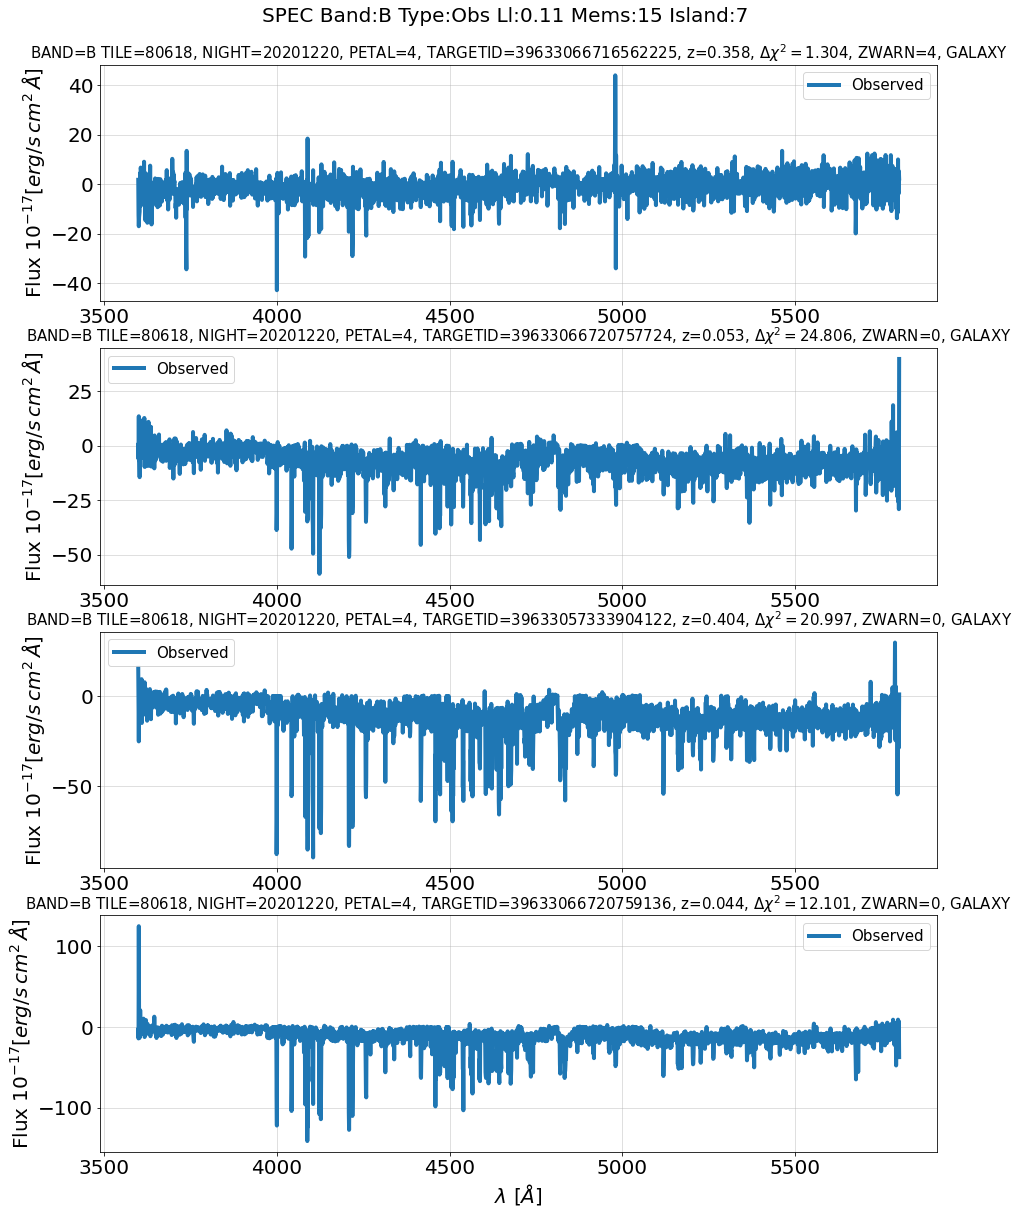 SPEC Band:B Type:Obs Ll:0.11 Mems:15 Island:7
BAND=B TILE=80618, NIGHT=20201220, PETAL=4, TARGETID=39633066716562225, z=0.358, Δχ² = 1.304, ZWARN=4, GALAXY
Flux 10⁻¹⁷[erg/s cm² Å]
40
20
0
−20
−40
Observed
3500 4000 4500 5000 5500
BAND=B TILE=80618, NIGHT=20201220, PETAL=4, TARGETID=39633066720757724, z=0.053, Δχ² = 24.806, ZWARN=0, GALAXY
Flux 10⁻¹⁷[erg/s cm² Å]
25
0
−25
−50
Observed
3500 4000 4500 5000 5500
BAND=B TILE=80618, NIGHT=20201220, PETAL=4, TARGETID=39633057333904122, z=0.404, Δχ² = 20.997, ZWARN=0, GALAXY
Flux 10⁻¹⁷[erg/s cm² Å]
0
−50
Observed
3500 4000 4500 5000 5500
BAND=B TILE=80618, NIGHT=20201220, PETAL=4, TARGETID=39633066720759136, z=0.044, Δχ² = 12.101, ZWARN=0, GALAXY
Flux 10⁻¹⁷[erg/s cm² Å]
100
0
−100
Observed
3500 4000 4500 5000 5500
λ [Å]